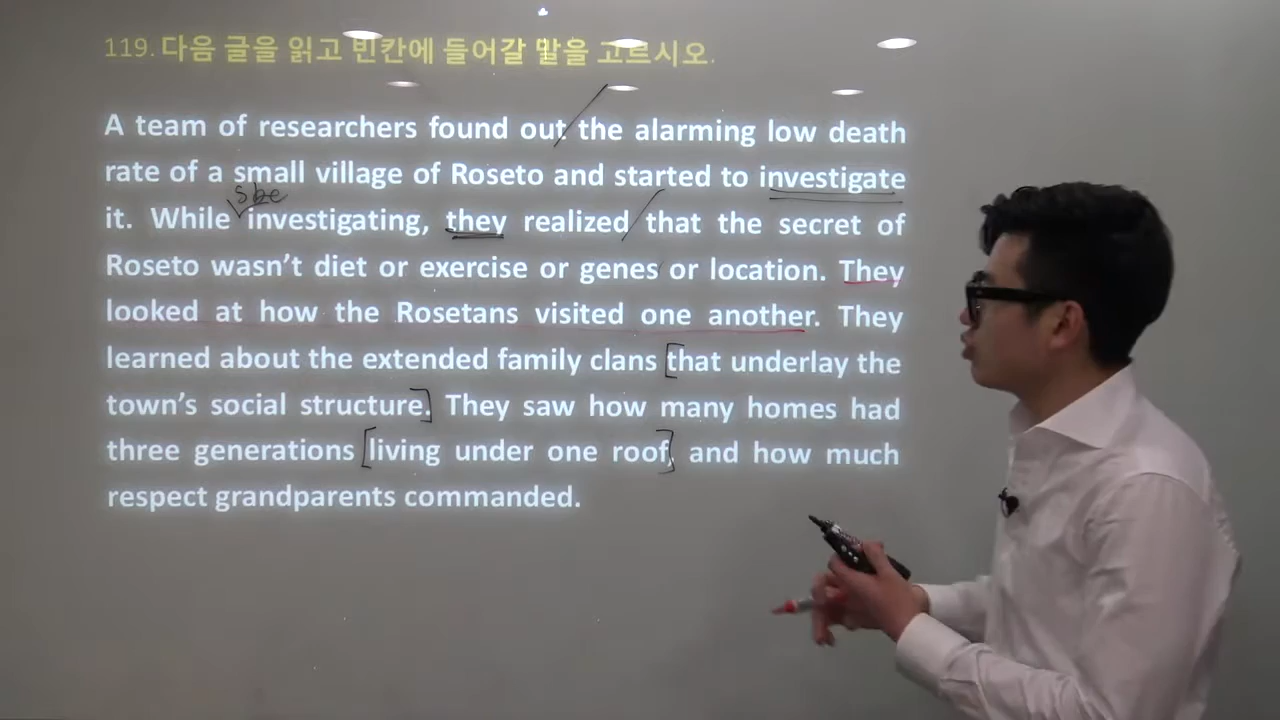 119. 다음 글을 읽고 빈칸에 들어갈 말을 고르시오.
A team of researchers found out the alarming low death
rate of a small village of Roseto and started to investigate
sbe
it. While investigating, they realized that the secret of
Roseto wasn't diet or exercise or genes or location. They
looked at how the Rosetans visited one another. They
learned about the extended family clans [that underlay the
town's social structure.] They saw how many homes had
three generations [living under one roof], and how much
respect grandparents commanded.